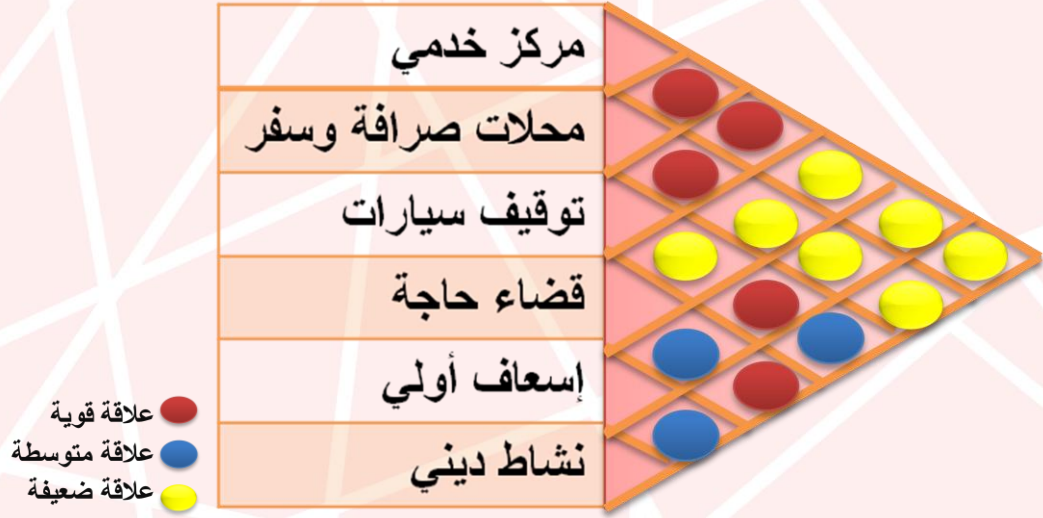 مركز خدمي
محلات صرافة وسفر
توقيف سيارات
قضاء حاجة
إسعاف أولي
نشاط ديني
علاقة قوية
علاقة متوسطة
علاقة ضعيفة